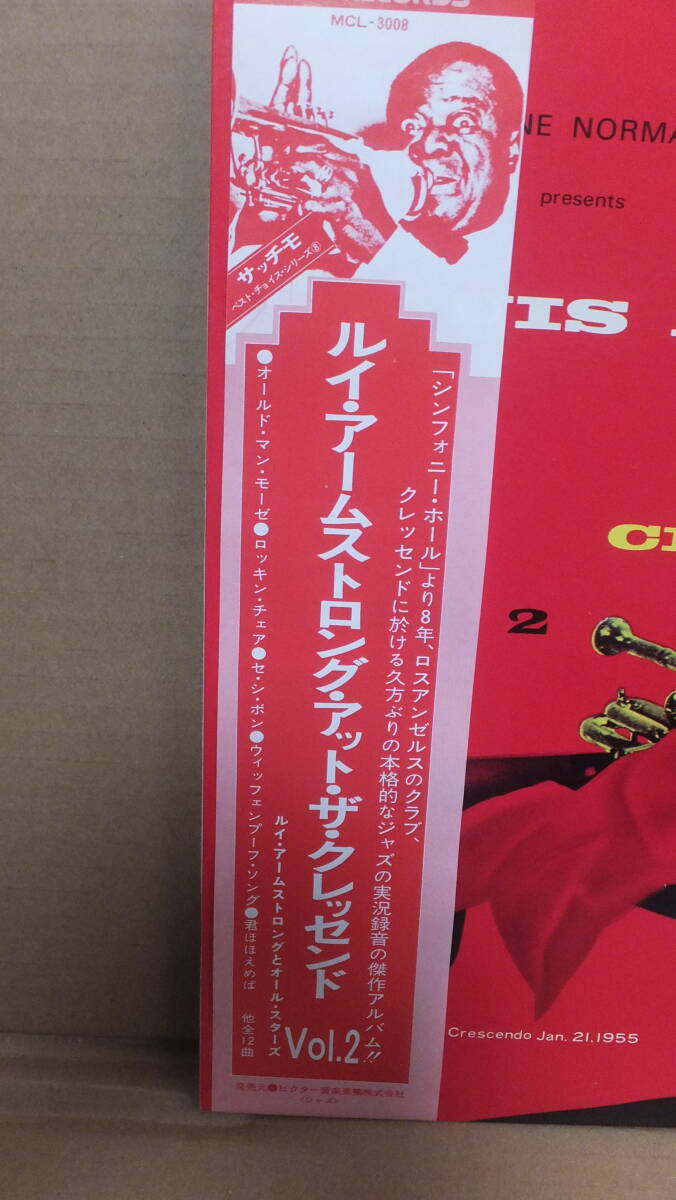 RECORDS
MCL-3008
サッチモ
ベスト・チョイス・シリーズ⑧
「シンフォニー・ホール」より8年、ロスアンゼルスのクラブ、
クレッセンドに於ける久方ぶりの本格的なジャズの実況録音の傑作アルバム!!
ルイ・アームストロング・アット・ザ・クレッセンド
Vol.2
ルイ・アームストロングとオール・スターズ
●オールド・マン・モーゼ●ロッキン・チェア●セ・シ・ボン●ウィッフェンプーフ・ソング●君ほほえめば
他全12曲
発売元●ビクター音楽産業株式会社
〈ジャズ〉
NE NORMA
presents
IS
2
Crescendo Jan. 21, 1955